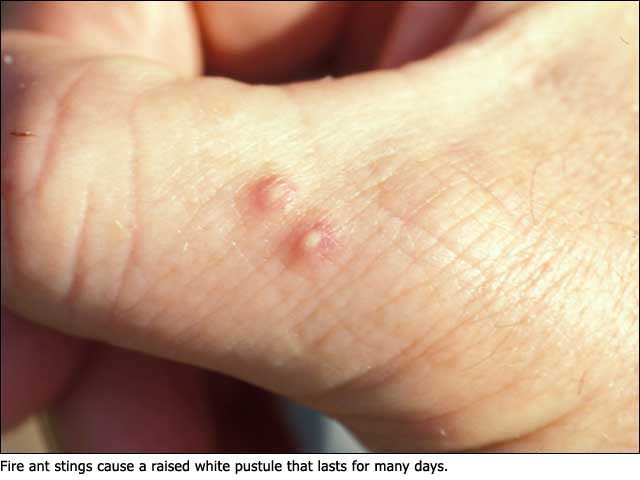 Fire ant stings cause a raised white pustule that lasts for many days.